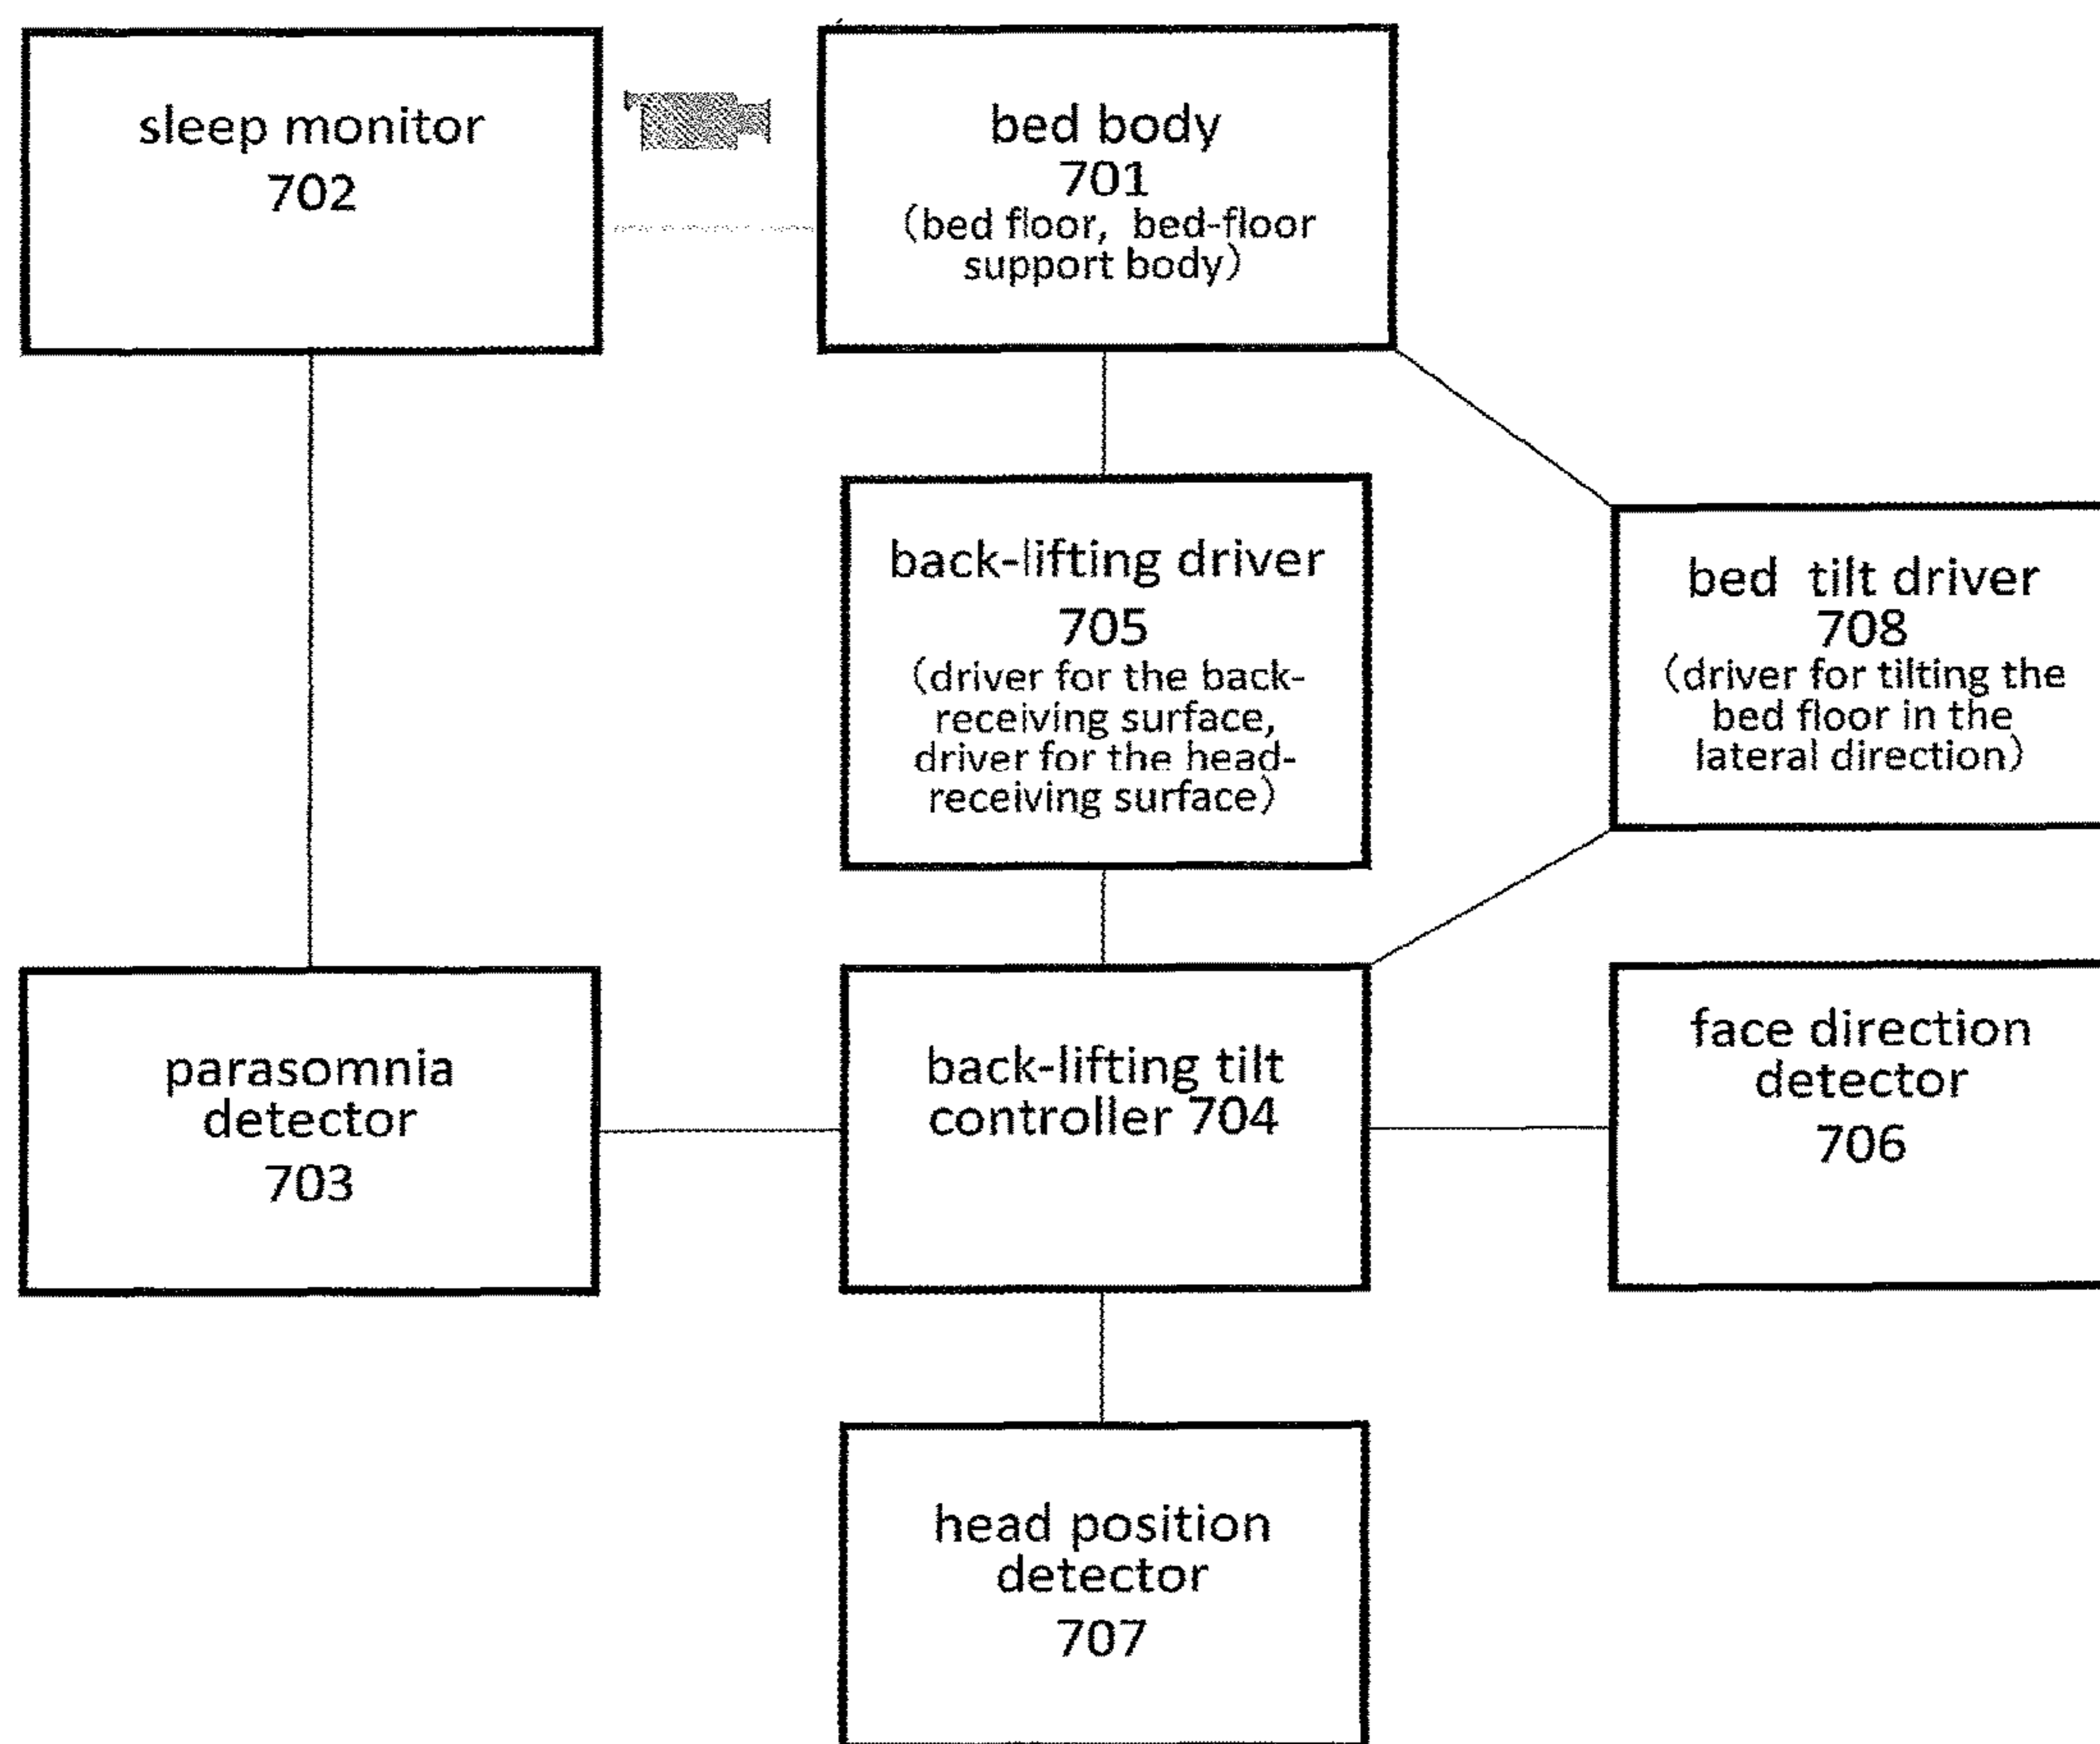 sleep monitor
702
bed body
701
（bed floor, bed-floor
support body）
back-lifting driver
705
（driver for the back-
receiving surface,
driver for the head-
receiving surface）
bed tilt driver
708
（driver for tilting the
bed floor in the
lateral direction）
parasomnia
detector
703
back-lifting tilt
controller 704
face direction
detector
706
head position
detector
707